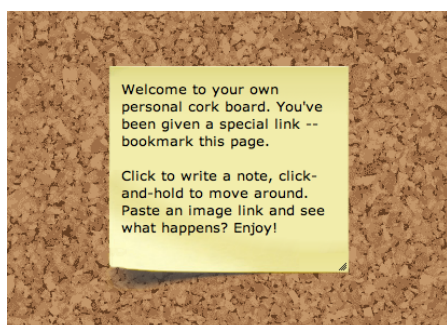 Welcome to your own
personal cork board. You've
been given a special link --
bookmark this page.
Click to write a note, click-
and-hold to move around.
Paste an image link and see
what happens? Enjoy!